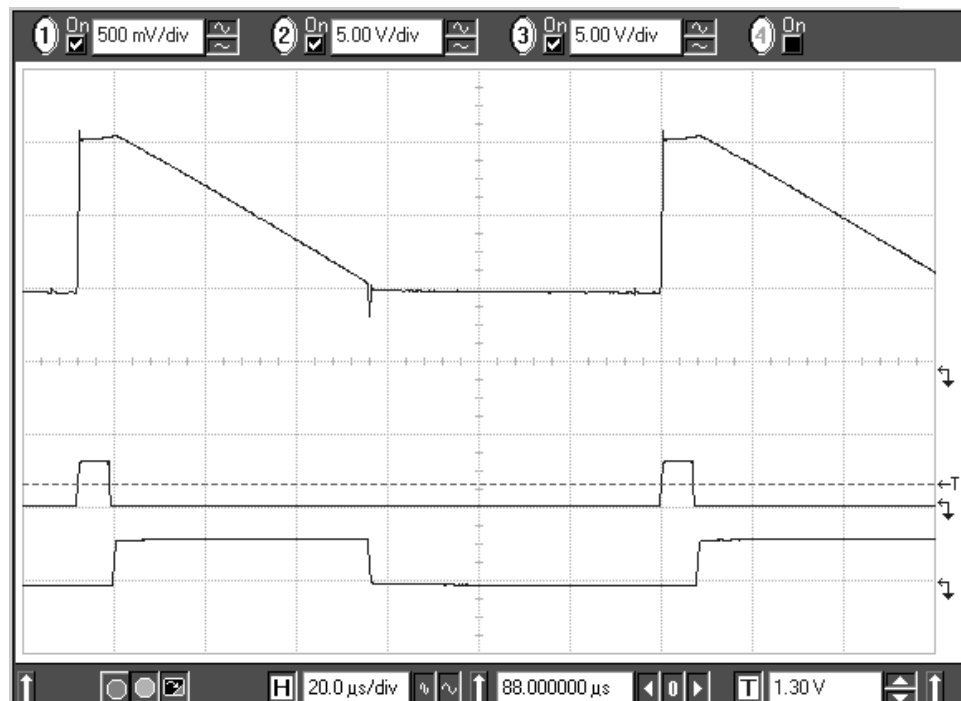 1 On 500 mV/div 2 On 5.00 V/div 3 On 5.00 V/div 4 On
T
H 20.0 µs/div 88.000000 µs 0 T 1.30 V